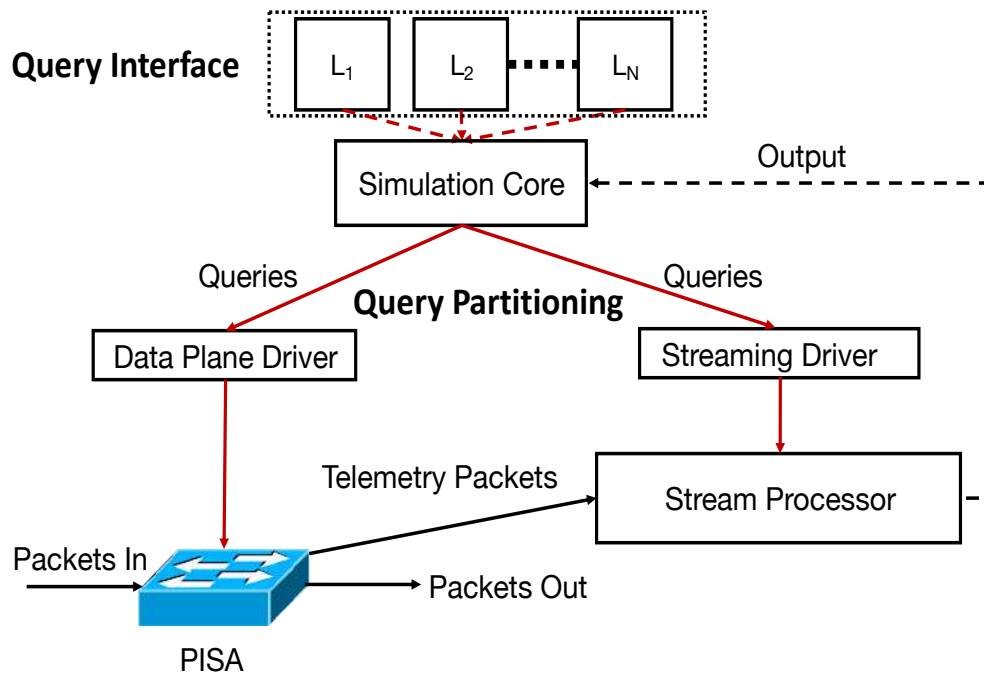 Query Interface
L1
L2
LN
Output
Simulation Core
Queries
Queries
Query Partitioning
Data Plane Driver
Streaming Driver
Telemetry Packets
Stream Processor
Packets In
Packets Out
PISA